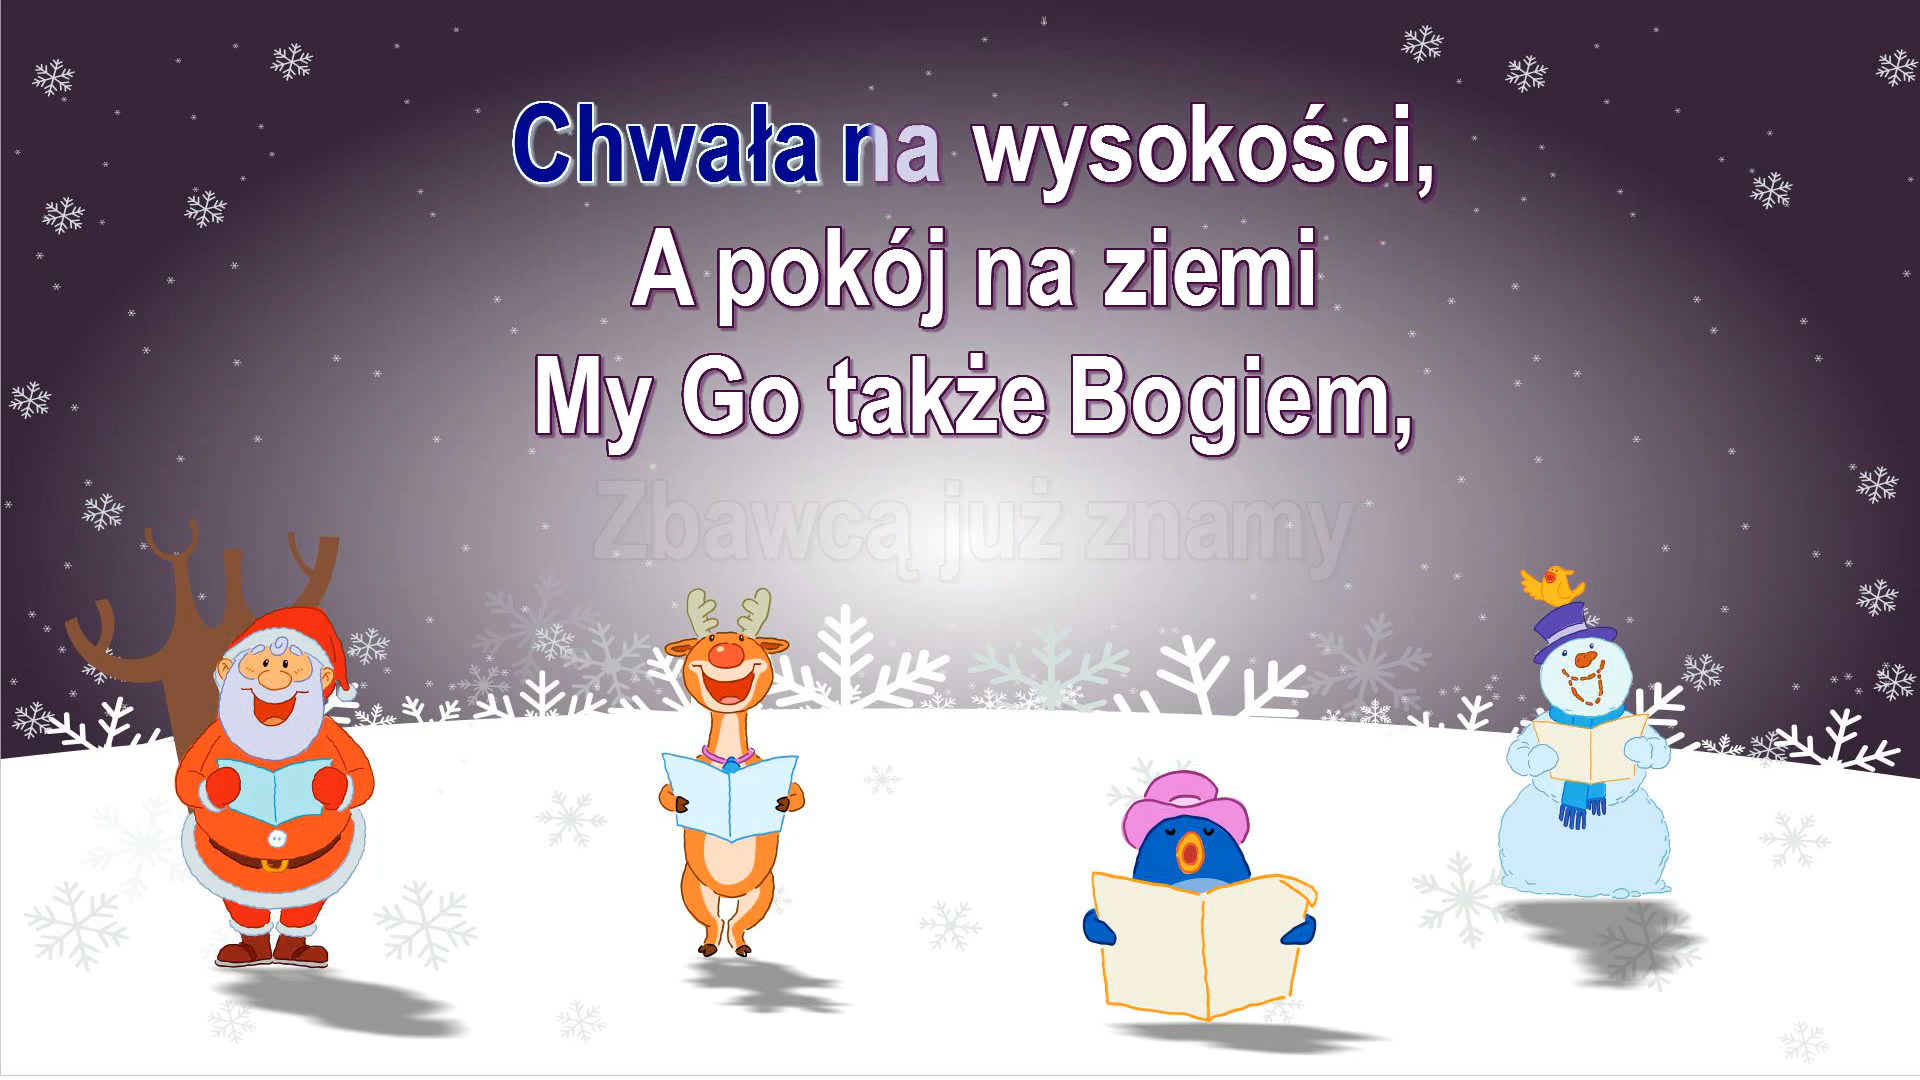 Chwała na wysokości,
A pokój na ziemi
My Go także Bogiem,
Zbawcą już znamy